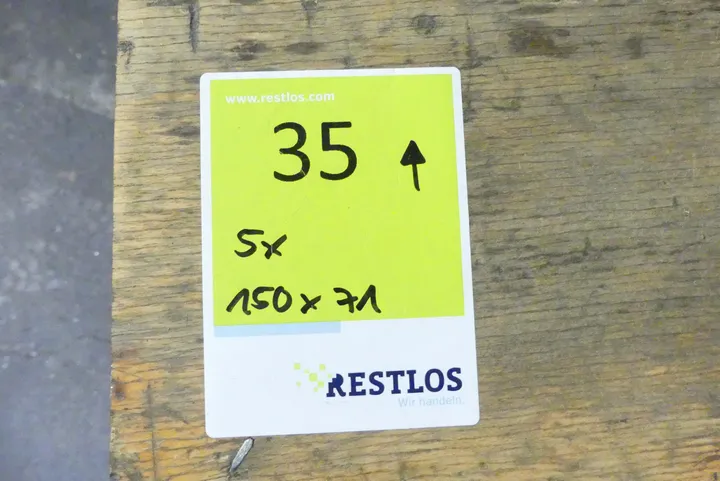 www.restlos.com
35
5x
150 x 71
RESTLOS
Wir handeln.